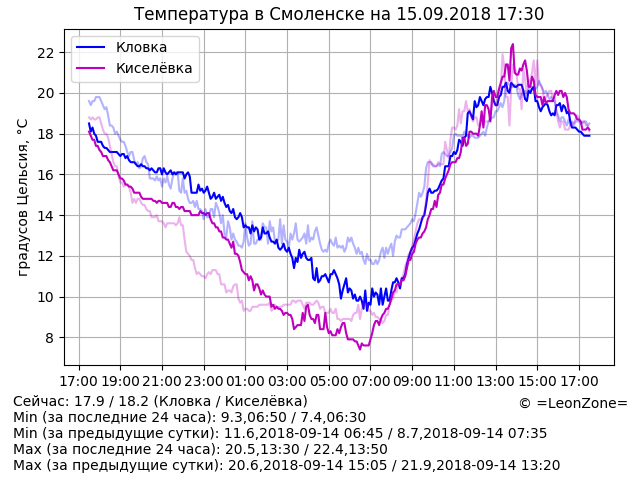 Температура в Смоленске на 15.09.2018 17:30
Кловка
Киселёвка
градусов Цельсия, °C
22
20
18
16
14
12
10
8
17:00 19:00 21:00 23:00 01:00 03:00 05:00 07:00 09:00 11:00 13:00 15:00 17:00
Сейчас: 17.9 / 18.2 (Кловка / Киселёвка)
© =LeonZone=
Min (за последние 24 часа): 9.3,06:50 / 7.4,06:30
Min (за предыдущие сутки): 11.6,2018-09-14 06:45 / 8.7,2018-09-14 07:35
Max (за последние 24 часа): 20.5,13:30 / 22.4,13:50
Max (за предыдущие сутки): 20.6,2018-09-14 15:05 / 21.9,2018-09-14 13:20